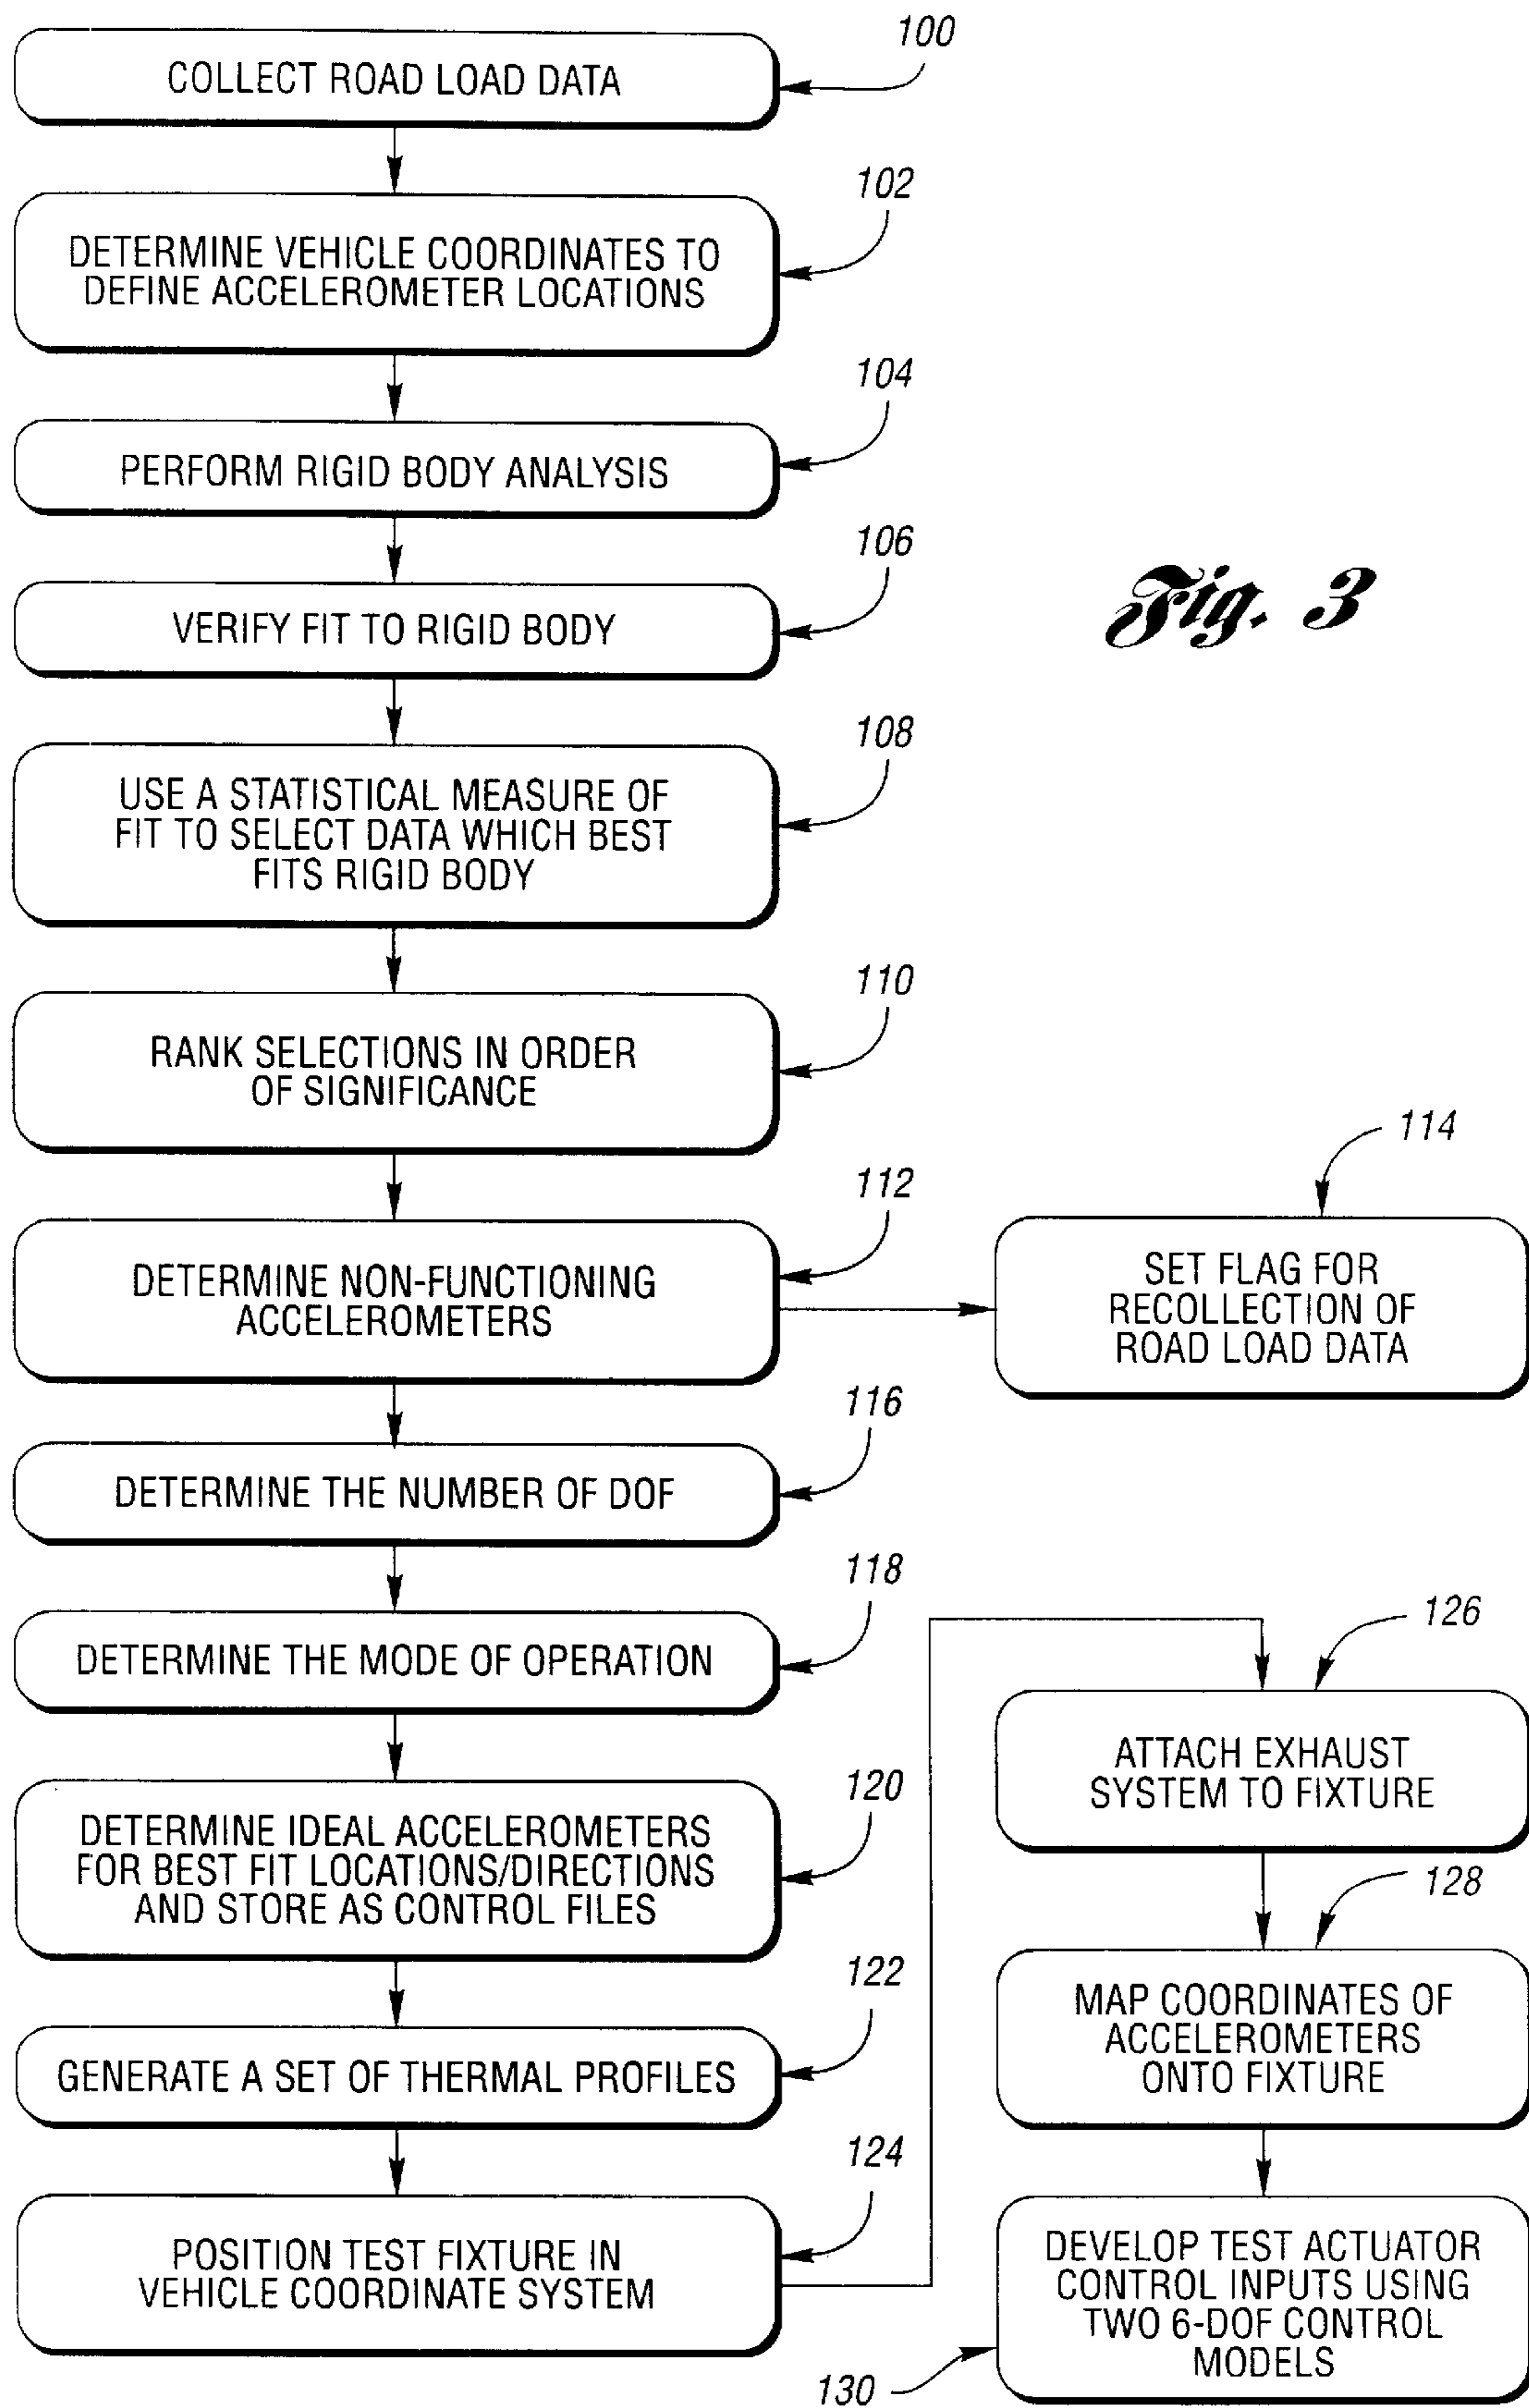 100
COLLECT ROAD LOAD DATA
102
DETERMINE VEHICLE COORDINATES TO
DEFINE ACCELEROMETER LOCATIONS
104
PERFORM RIGID BODY ANALYSIS
106
VERIFY FIT TO RIGID BODY
Fig. 3
108
USE A STATISTICAL MEASURE OF
FIT TO SELECT DATA WHICH BEST
FITS RIGID BODY
110
RANK SELECTIONS IN ORDER
OF SIGNIFICANCE
112
DETERMINE NON-FUNCTIONING
ACCELEROMETERS
114
SET FLAG FOR
RECOLLECTION OF
ROAD LOAD DATA
116
DETERMINE THE NUMBER OF DOF
118
DETERMINE THE MODE OF OPERATION
120
DETERMINE IDEAL ACCELEROMETERS
FOR BEST FIT LOCATIONS/DIRECTIONS
AND STORE AS CONTROL FILES
122
GENERATE A SET OF THERMAL PROFILES
124
POSITION TEST FIXTURE IN
VEHICLE COORDINATE SYSTEM
126
ATTACH EXHAUST
SYSTEM TO FIXTURE
128
MAP COORDINATES OF
ACCELEROMETERS
ONTO FIXTURE
DEVELOP TEST ACTUATOR
CONTROL INPUTS USING
TWO 6-DOF CONTROL
MODELS
130